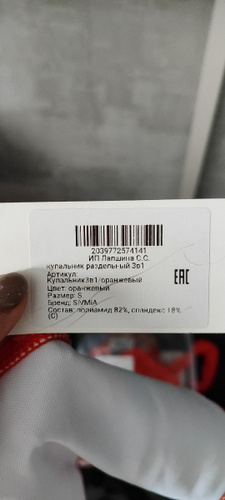 2039772574141
ИП Лапшина С.С.
купальник раздельный 3в1
Артикул:
Купальник3в1/оранжевый
Цвет: оранжевый
Размер: S
Бренд: SIVMiA
Состав: полиамид 82%, спандекс 18%
(С)
EAC